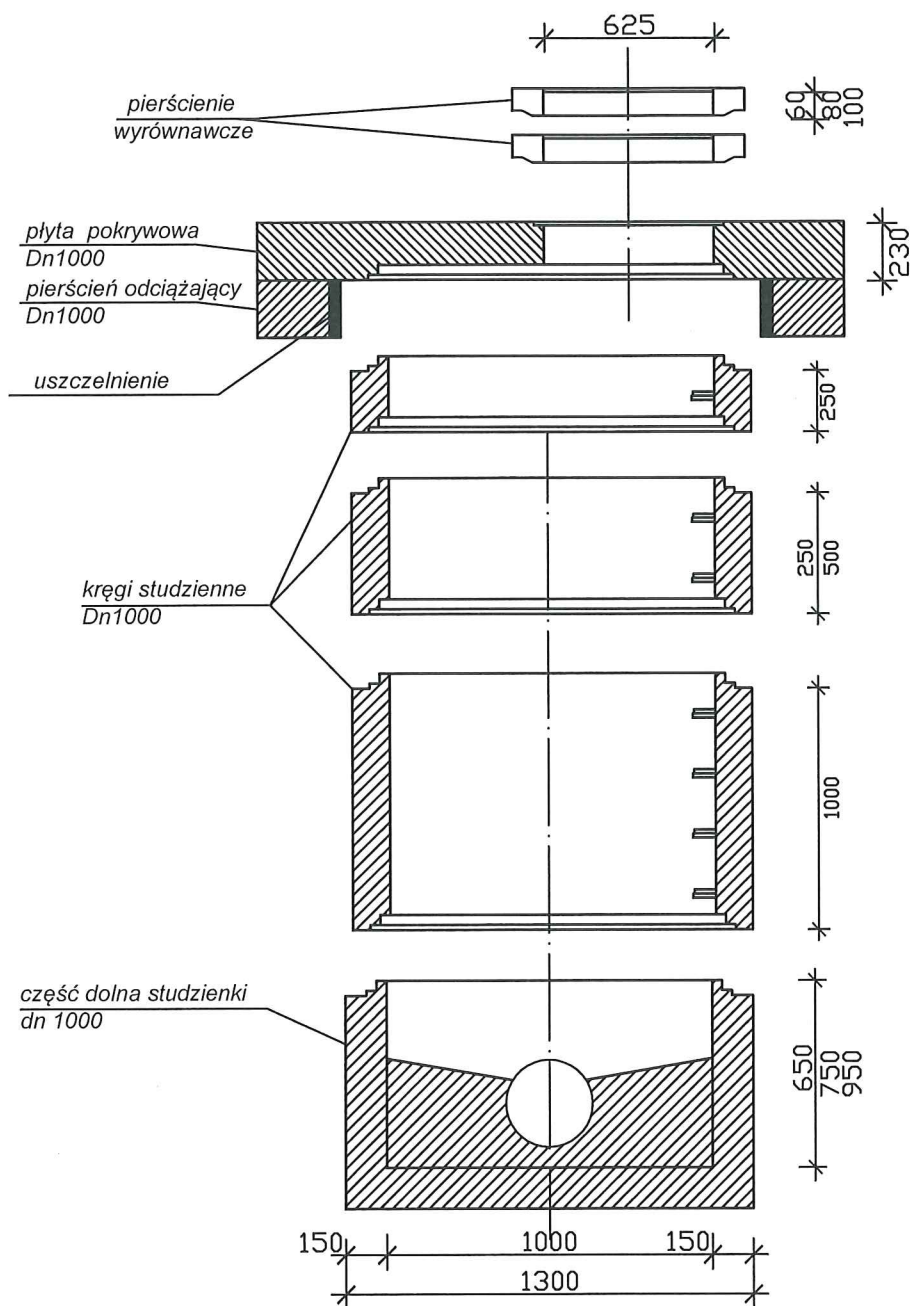 625
pierścienie
wyrównawcze
60
80
100
płyta pokrywowa
Dn1000
230
pierścień odciążający
Dn1000
uszczelnienie
250
250
500
kręgi studzienne
Dn1000
1000
część dolna studzienki
dn 1000
650
750
950
150
1000
150
1300